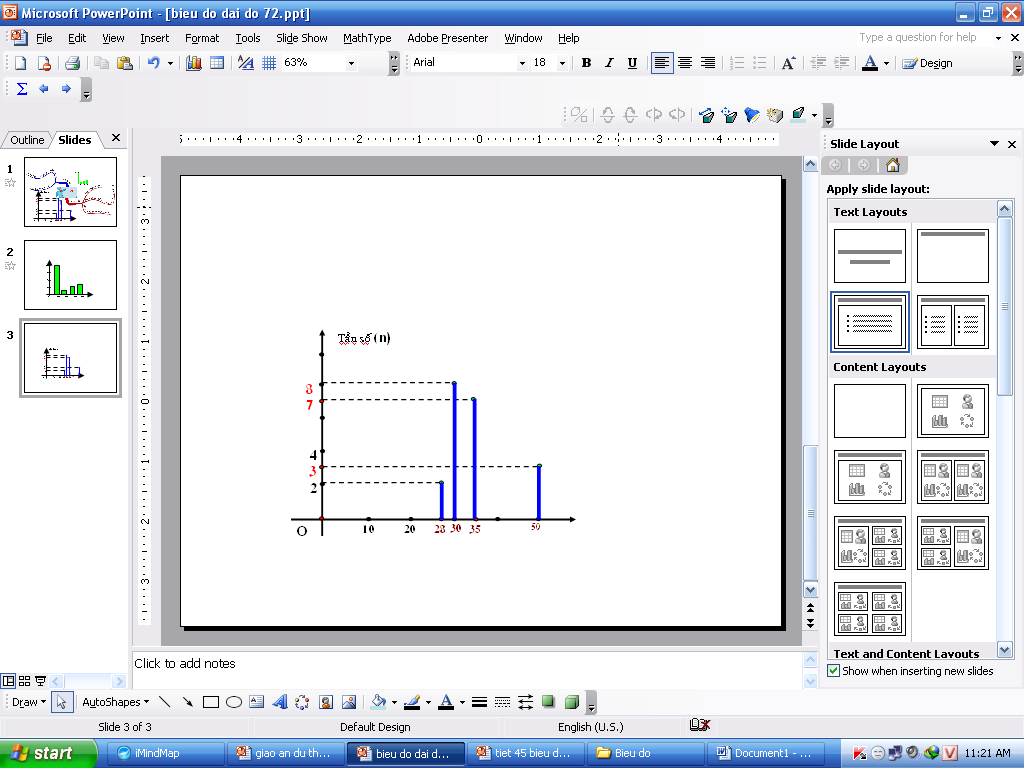 Microsoft PowerPoint - [bieu do dai do 72.ppt]
File Edit View Insert Format Tools Slide Show MathType Adobe Presenter Window Help
Type a question for help
63% Arial 18 B I U Design
Outline Slides
1
2
3
Tần số (n)
8
7
4
3
2
O 10 20 28 30 35 50
Slide Layout
Apply slide layout:
Text Layouts
Content Layouts
Text and Content Layouts
Show when inserting new slides
Click to add notes
Draw AutoShapes
Slide 3 of 3 Default Design English (U.S.)
start iMindMap giao an du th... bieu do dai d... tiet 45 bieu d... Bieu do Document1 - ... 11:21 AM